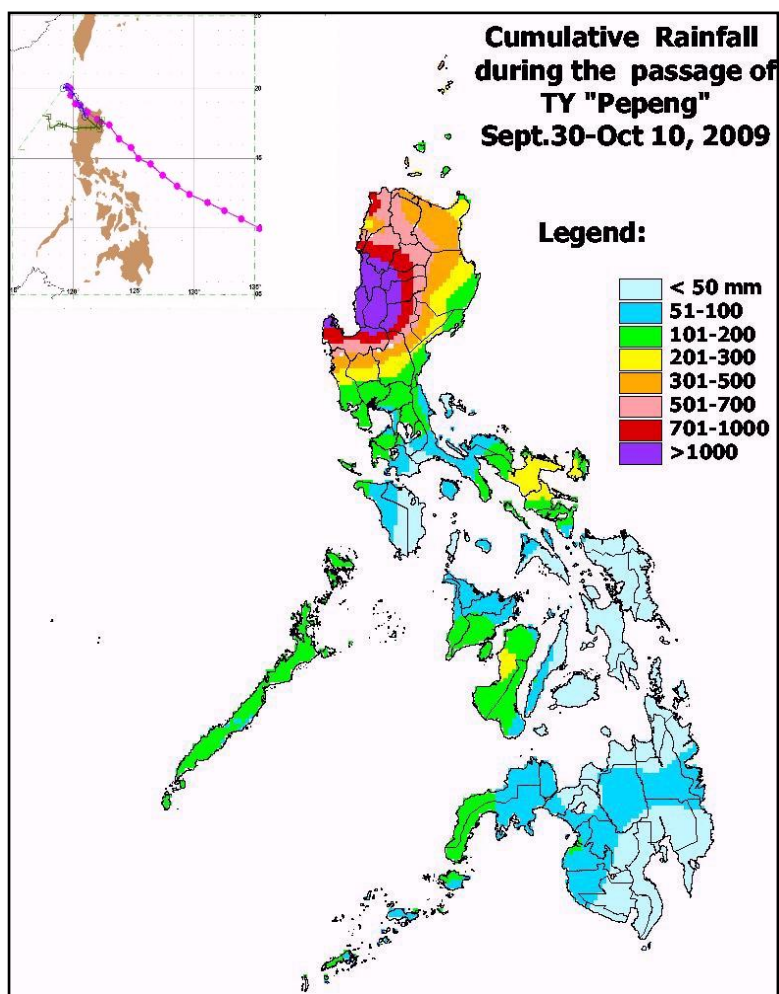 Cumulative Rainfall
during the passage of
TY "Pepeng"
Sept.30-Oct 10, 2009
Legend:
< 50 mm
51-100
101-200
201-300
301-500
501-700
701-1000
>1000
25
20
15
120
125
130
135